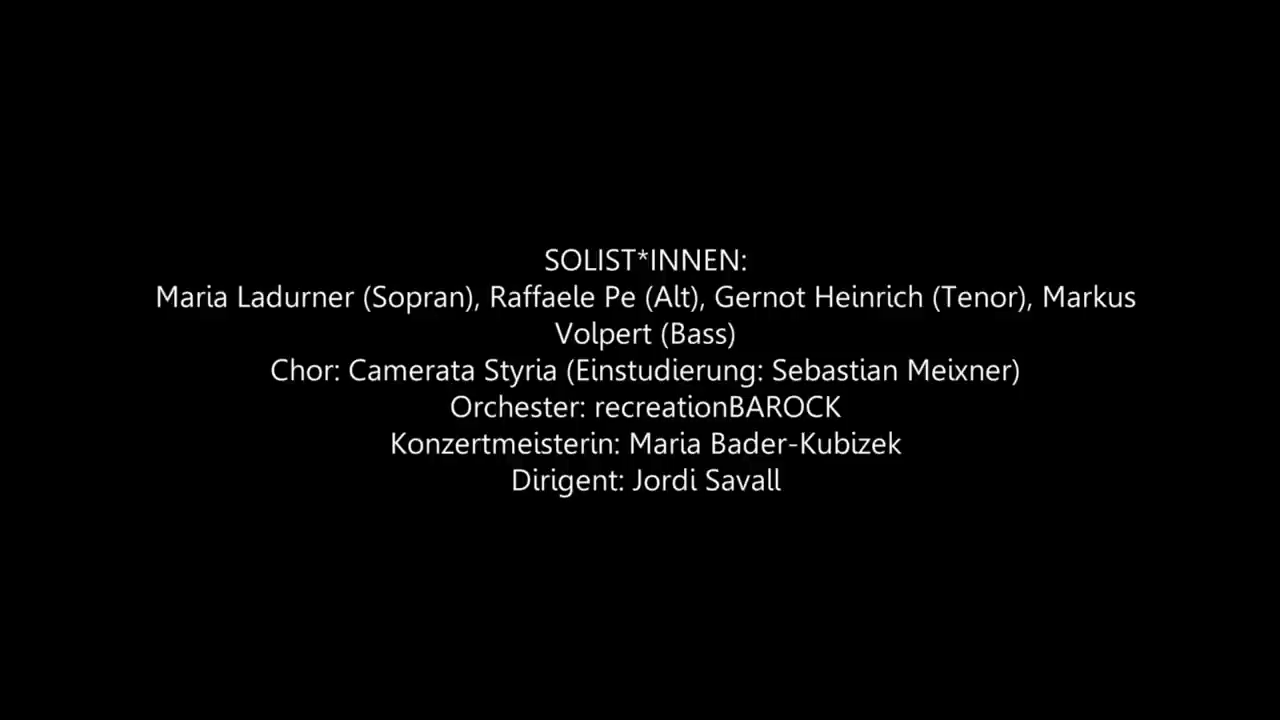 SOLIST*INNEN:
Maria Ladurner (Sopran), Raffaele Pe (Alt), Gernot Heinrich (Tenor), Markus
Volpert (Bass)
Chor: Camerata Styria (Einstudierung: Sebastian Meixner)
Orchester: recreationBAROCK
Konzertmeisterin: Maria Bader-Kubizek
Dirigent: Jordi Savall